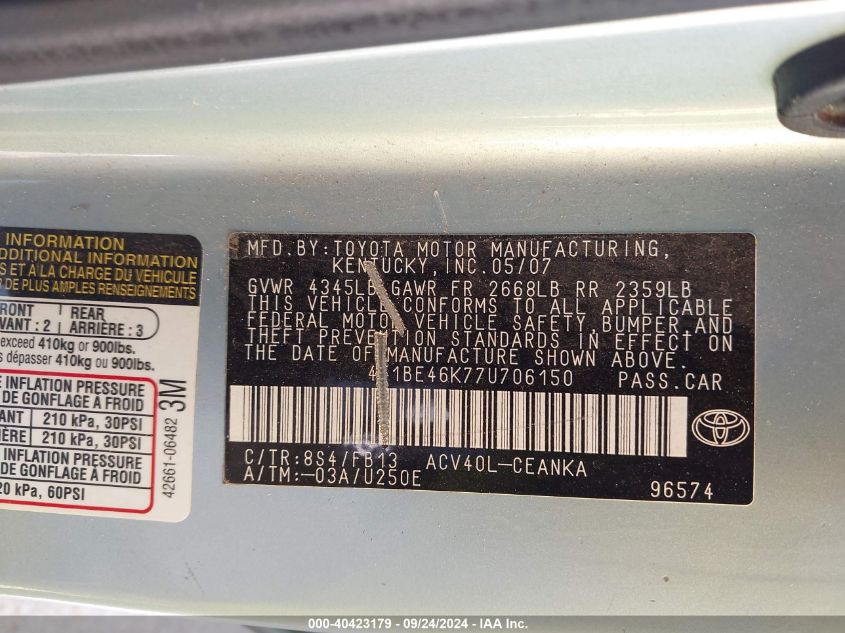 INFORMATION
ADDITIONAL INFORMATION
ET A LA CHARGE DU VEHICULE
DE PLUS AMPLES RENSEIGNEMENTS
FRONT REAR
AVANT : 2 ARRIÈRE : 3
exceed 410kg or 900lbs.
dépasser 410kg ou 900lbs.
INFLATION PRESSURE
DE GONFLAGE À FROID
210 kPa, 30PSI
210 kPa, 30PSI
INFLATION PRESSURE
DE GONFLAGE À FROID
kPa, 60PSI
42661-06482 3M
MFD.BY:TOYOTA MOTOR MANUFACTURING,
KENTUCKY, INC.05/07
GVWR 4345LB GAWR FR 2668LB RR 2359LB
THIS VEHICLE CONFORMS TO ALL APPLICABLE
FEDERAL MOTOR VEHICLE SAFETY, BUMPER, AND
THEFT PREVENTION STANDARDS IN EFFECT ON
THE DATE OF MANUFACTURE SHOWN ABOVE.
1BE46K77U706150 PASS.CAR
C/TR:8S4/FB13 ACV40L-CEANKA
A/TM:-03A/U250E 96574
000-40423179 / 09/24/2024 - IAA Inc.